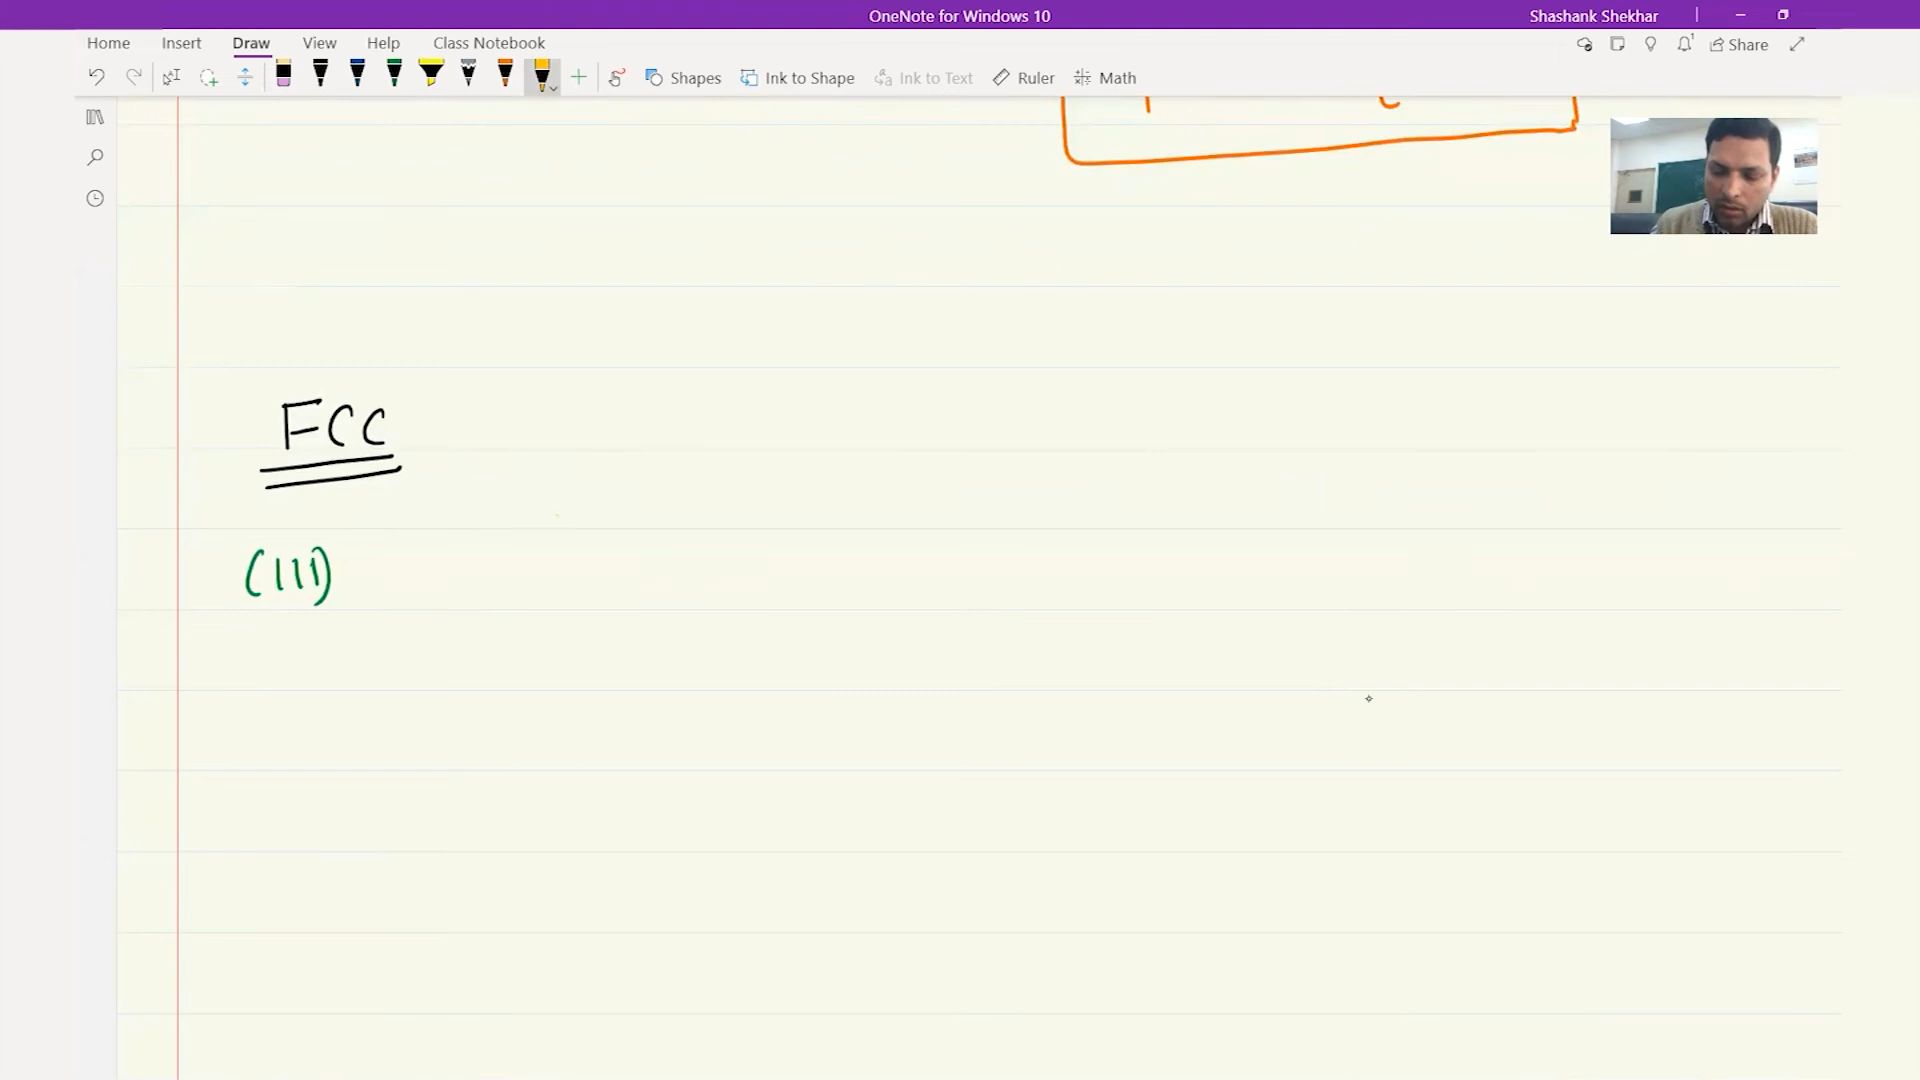 OneNote for Windows 10
Shashank Shekhar
Home Insert Draw View Help Class Notebook
Share
Shapes Ink to Shape Ink to Text Ruler Math
FCC
(111)